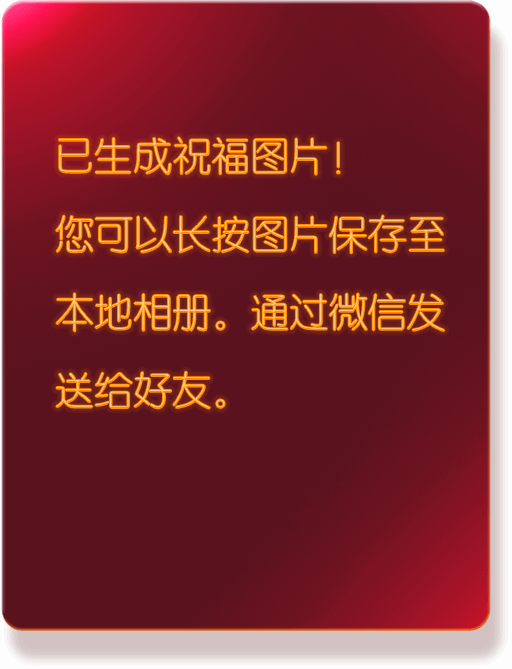 已生成祝福图片！
您可以长按图片保存至
本地相册。通过微信发
送给好友。